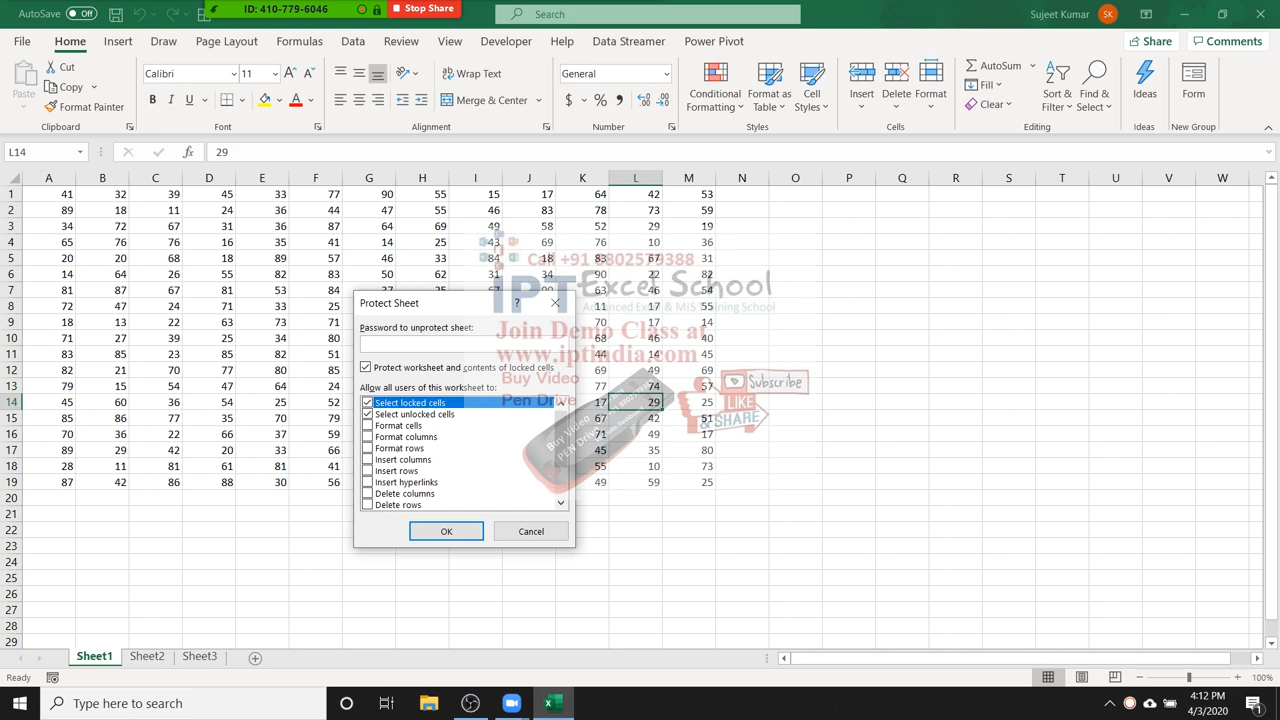 AutoSave Off
ID: 410-779-6046 Stop Share
Search
Sujeet Kumar SK
File Home Insert Draw Page Layout Formulas Data Review View Developer Help Data Streamer Power Pivot Share Comments
Paste
Cut
Copy
Format Painter
Clipboard
Calibri 11
B I U
Font
Wrap Text
Merge & Center
Alignment
General
$ % ,
Number
Conditional Formatting
Format as Table
Cell Styles
Styles
Insert Delete Format
Cells
AutoSum
Fill
Clear
Sort & Filter
Find & Select
Editing
Ideas
Ideas
Form
New Group
L14 fx 29
A B C D E F G H I J K L M N O P Q R S T U V W
1 41 32 39 45 33 77 90 55 15 17 64 42 53
2 89 18 11 24 36 44 47 55 46 83 78 73 59
3 34 72 67 31 36 87 64 69 49 58 52 29 19
4 65 76 76 16 35 41 14 25 43 69 76 10 36
5 20 20 68 18 89 57 46 33 84 18 83 67 31
6 14 64 26 55 82 83 50 62 31 34 90 22 82
7 81 87 67 81 53 84 63 46 54
8 72 47 24 71 33 25 11 17 55
9 18 13 22 63 73 71 70 17 14
10 71 27 39 25 34 80 68 46 40
11 83 85 23 85 82 51 44 14 45
12 82 21 67 77 80 85 69 49 69
13 79 15 54 47 64 24 77 74 57
14 45 60 36 54 25 52 17 29 25
15 85 86 77 35 70 79 67 42 51
16 70 36 22 66 37 59 71 49 17
17 89 29 42 20 33 66 45 35 80
18 28 11 81 61 81 41 55 10 73
19 87 42 86 88 30 56 49 59 25
20
21
22
23
24
25
26
27
28
29
Call +91 8802579388
IPT Excel School
Advanced Excel & MIS Training School
Join Demo Class at
www.iptindia.com
Buy Video
Pen Drive
Buy Video
PEN Drive
Subscribe
LIKE
& SHARE
Protect Sheet ?
Password to unprotect sheet:
Protect worksheet and contents of locked cells
Allow all users of this worksheet to:
Select locked cells
Select unlocked cells
Format cells
Format columns
Format rows
Insert columns
Insert rows
Insert hyperlinks
Delete columns
Delete rows
OK Cancel
Sheet1 Sheet2 Sheet3
Ready 100%
Type here to search
4:12 PM
4/3/2020
1